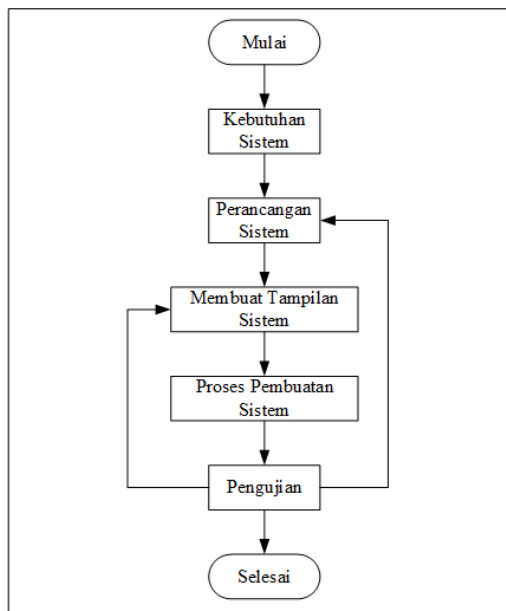 Mulai
Kebutuhan
Sistem
Perancangan
Sistem
Membuat Tampilan
Sistem
Proses Pembuatan
Sistem
Pengujian
Selesai